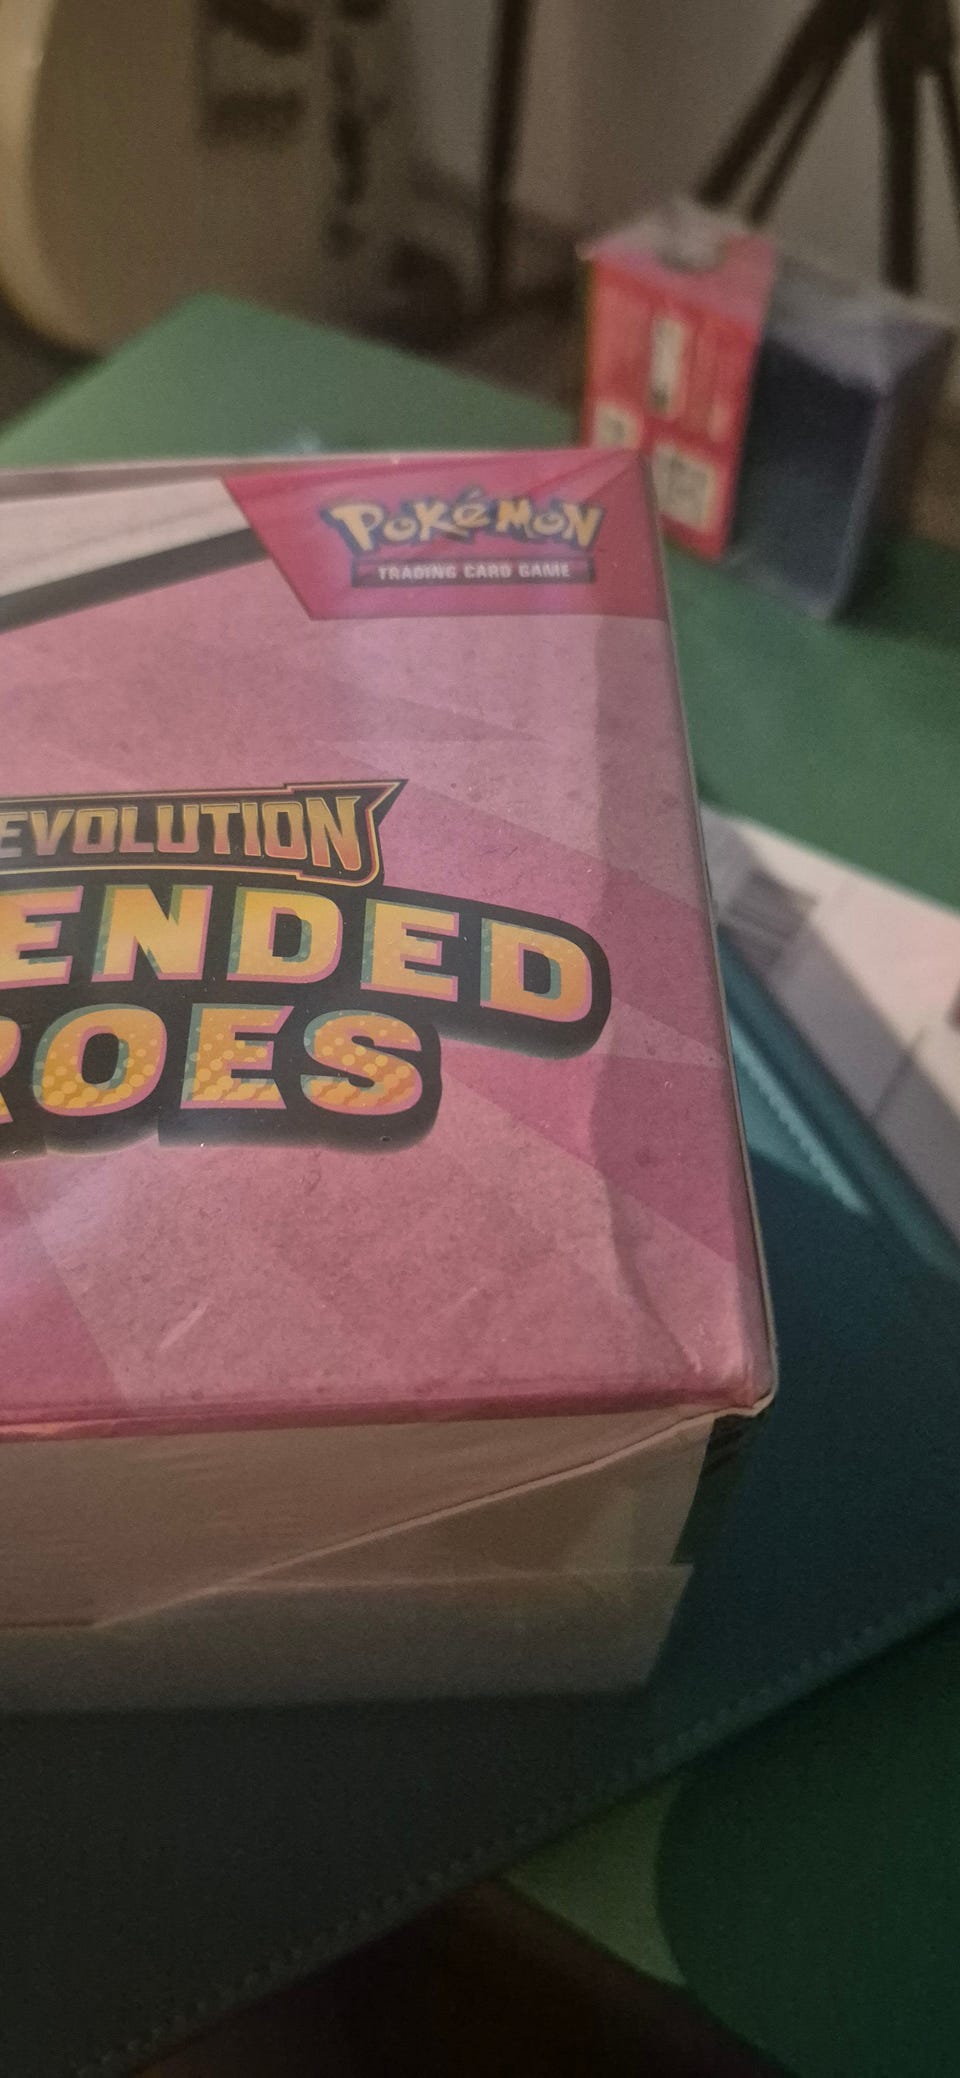 POKéMON
TRADING CARD GAME
EVOLUTION
ENDED
ROES